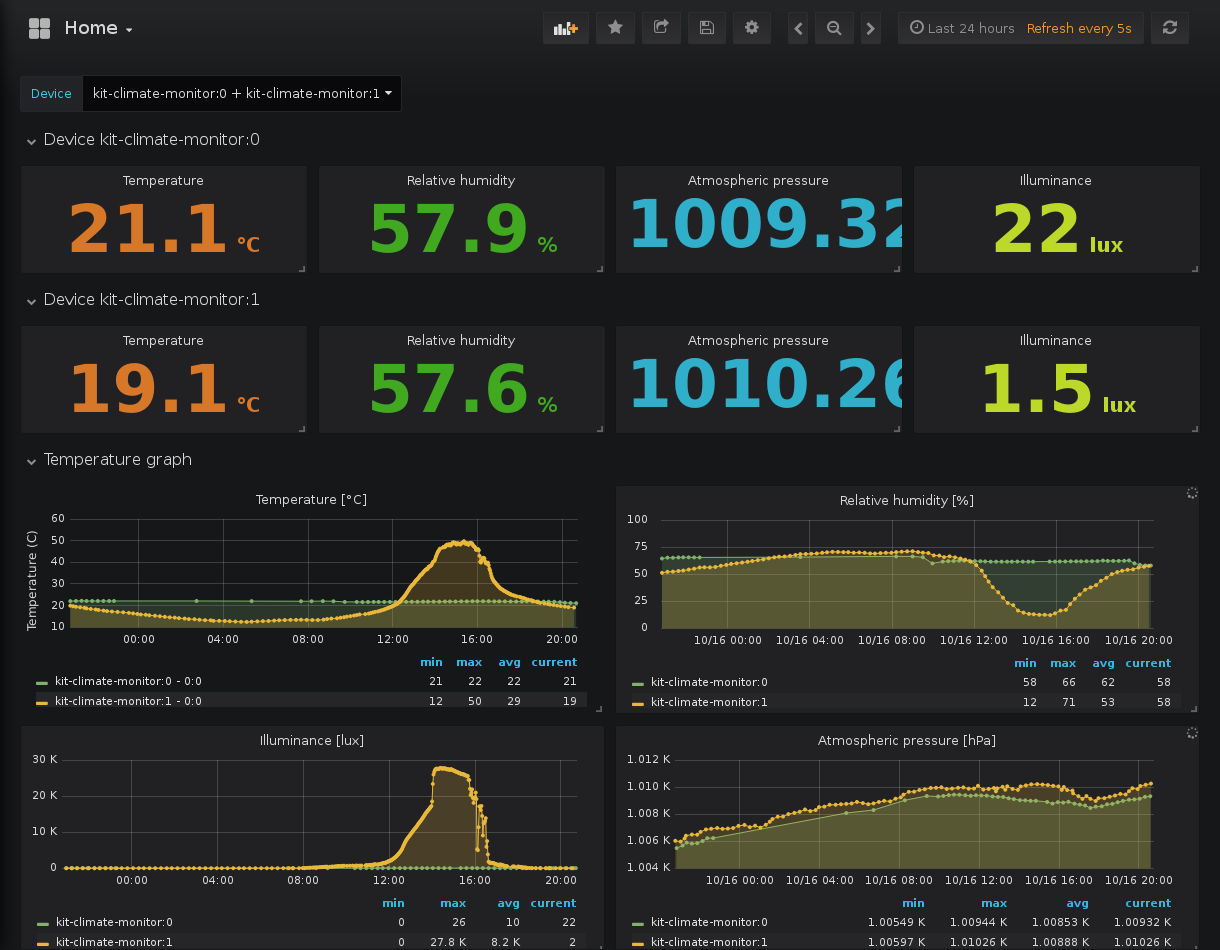 Home
Last 24 hours Refresh every 5s
Device kit-climate-monitor:0 + kit-climate-monitor:1
Device kit-climate-monitor:0
Temperature Relative humidity Atmospheric pressure Illuminance
21.1 °C 57.9 % 1009.32 22 lux
Device kit-climate-monitor:1
Temperature Relative humidity Atmospheric pressure Illuminance
19.1 °C 57.6 % 1010.26 1.5 lux
Temperature graph
Temperature [°C]
Temperature (C)
60
50
40
30
20
10
00:00 04:00 08:00 12:00 16:00 20:00
min max avg current
kit-climate-monitor:0 - 0:0 21 22 22 21
kit-climate-monitor:1 - 0:0 12 50 29 19
Relative humidity [%]
100
75
50
25
0
10/16 00:00 10/16 04:00 10/16 08:00 10/16 12:00 10/16 16:00 10/16 20:00
min max avg current
kit-climate-monitor:0 58 66 62 58
kit-climate-monitor:1 12 71 53 58
Illuminance [lux]
30 K
20 K
10 K
0
00:00 04:00 08:00 12:00 16:00 20:00
min max avg current
kit-climate-monitor:0 0 26 10 22
kit-climate-monitor:1 0 27.8 K 8.2 K 2
Atmospheric pressure [hPa]
1.012 K
1.010 K
1.008 K
1.006 K
1.004 K
10/16 00:00 10/16 04:00 10/16 08:00 10/16 12:00 10/16 16:00 10/16 20:00
min max avg current
kit-climate-monitor:0 1.00549 K 1.00944 K 1.00853 K 1.00932 K
kit-climate-monitor:1 1.00597 K 1.01026 K 1.00888 K 1.01026 K